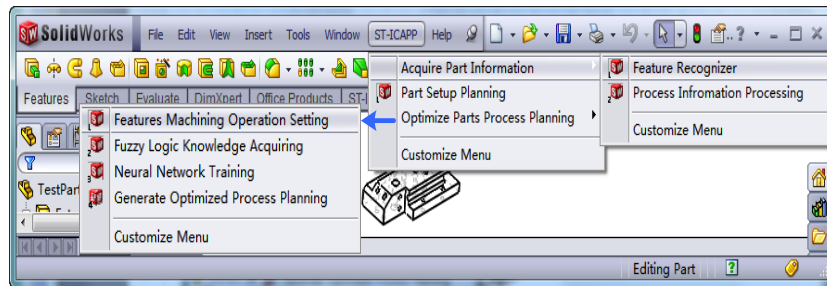 SolidWorks File Edit View Insert Tools Window ST-ICAPP Help
Acquire Part Information
Part Setup Planning
Optimize Parts Process Planning
Customize Menu
Feature Recognizer
Process Infromation Processing
Customize Menu
Features Sketch Evaluate DimXpert Office Products
Features Machining Operation Setting
Fuzzy Logic Knowledge Acquiring
Neural Network Training
Generate Optimized Process Planning
Customize Menu
TestPart
Editing Part